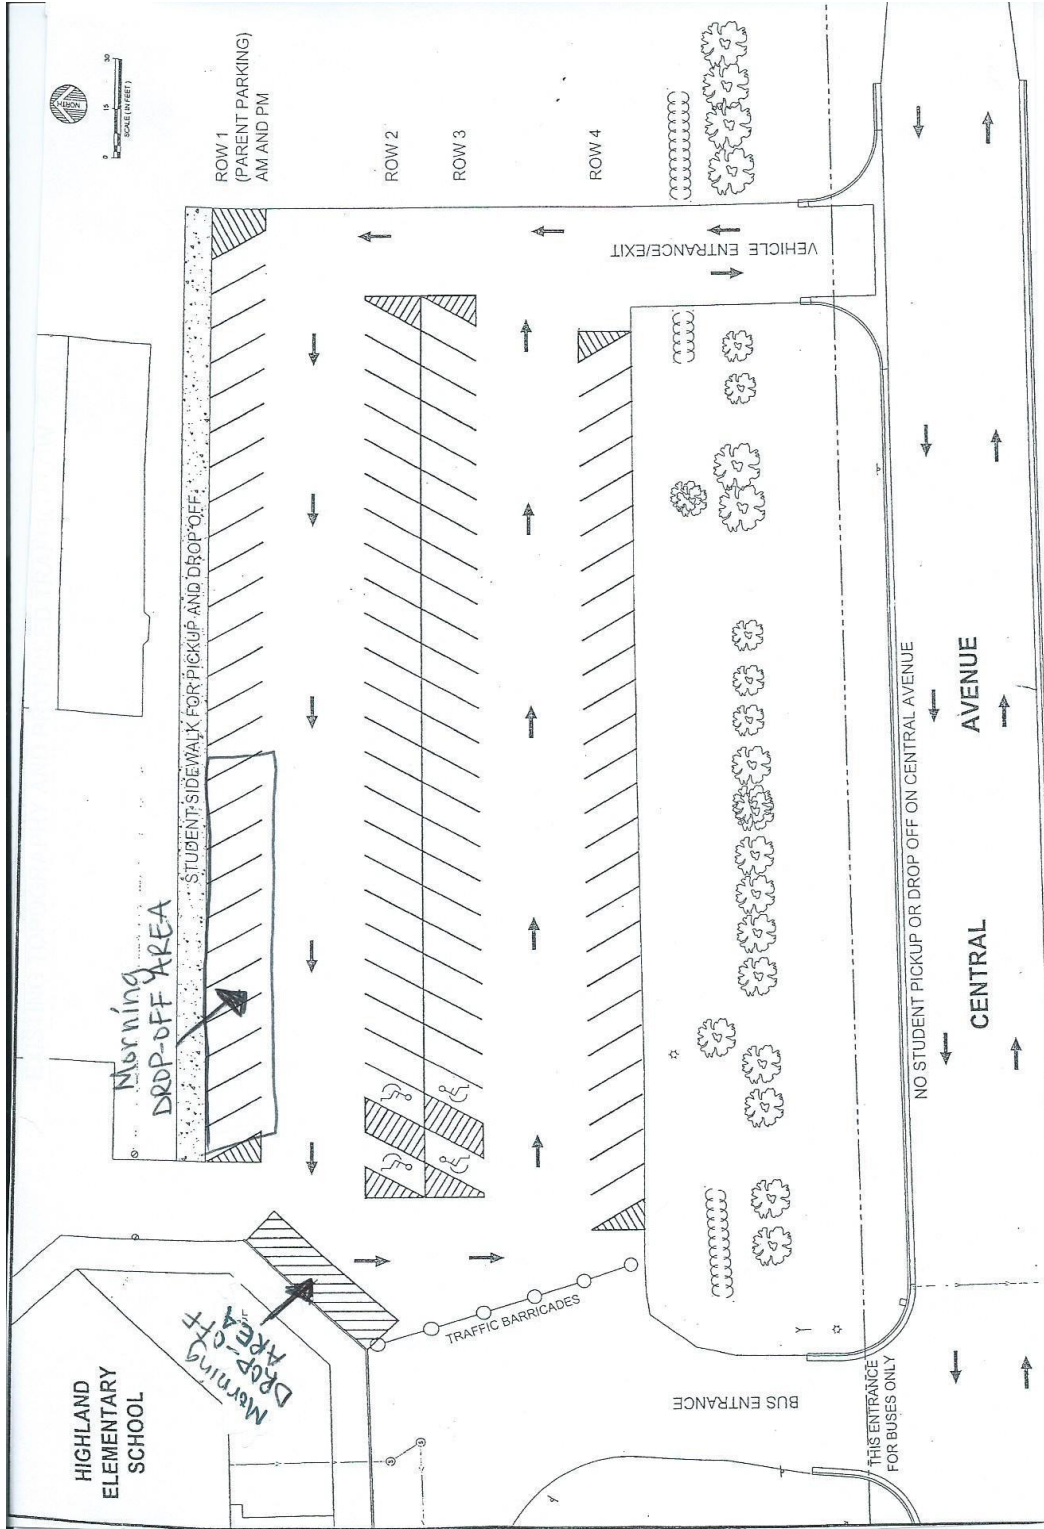 NORTH
0 15 30
SCALE ( IN FEET )
ROW 1
(PARENT PARKING)
AM AND PM
ROW 2
ROW 3
ROW 4
VEHICLE ENTRANCE/EXIT
STUDENT SIDEWALK FOR PICKUP AND DROP OFF
Morning
DROP-OFF AREA
Morning
DROP-OFF
AREA
HIGHLAND
ELEMENTARY
SCHOOL
TRAFFIC BARRICADES
BUS ENTRANCE
THIS ENTRANCE
FOR BUSES ONLY
NO STUDENT PICKUP OR DROP OFF ON CENTRAL AVENUE
CENTRAL AVENUE